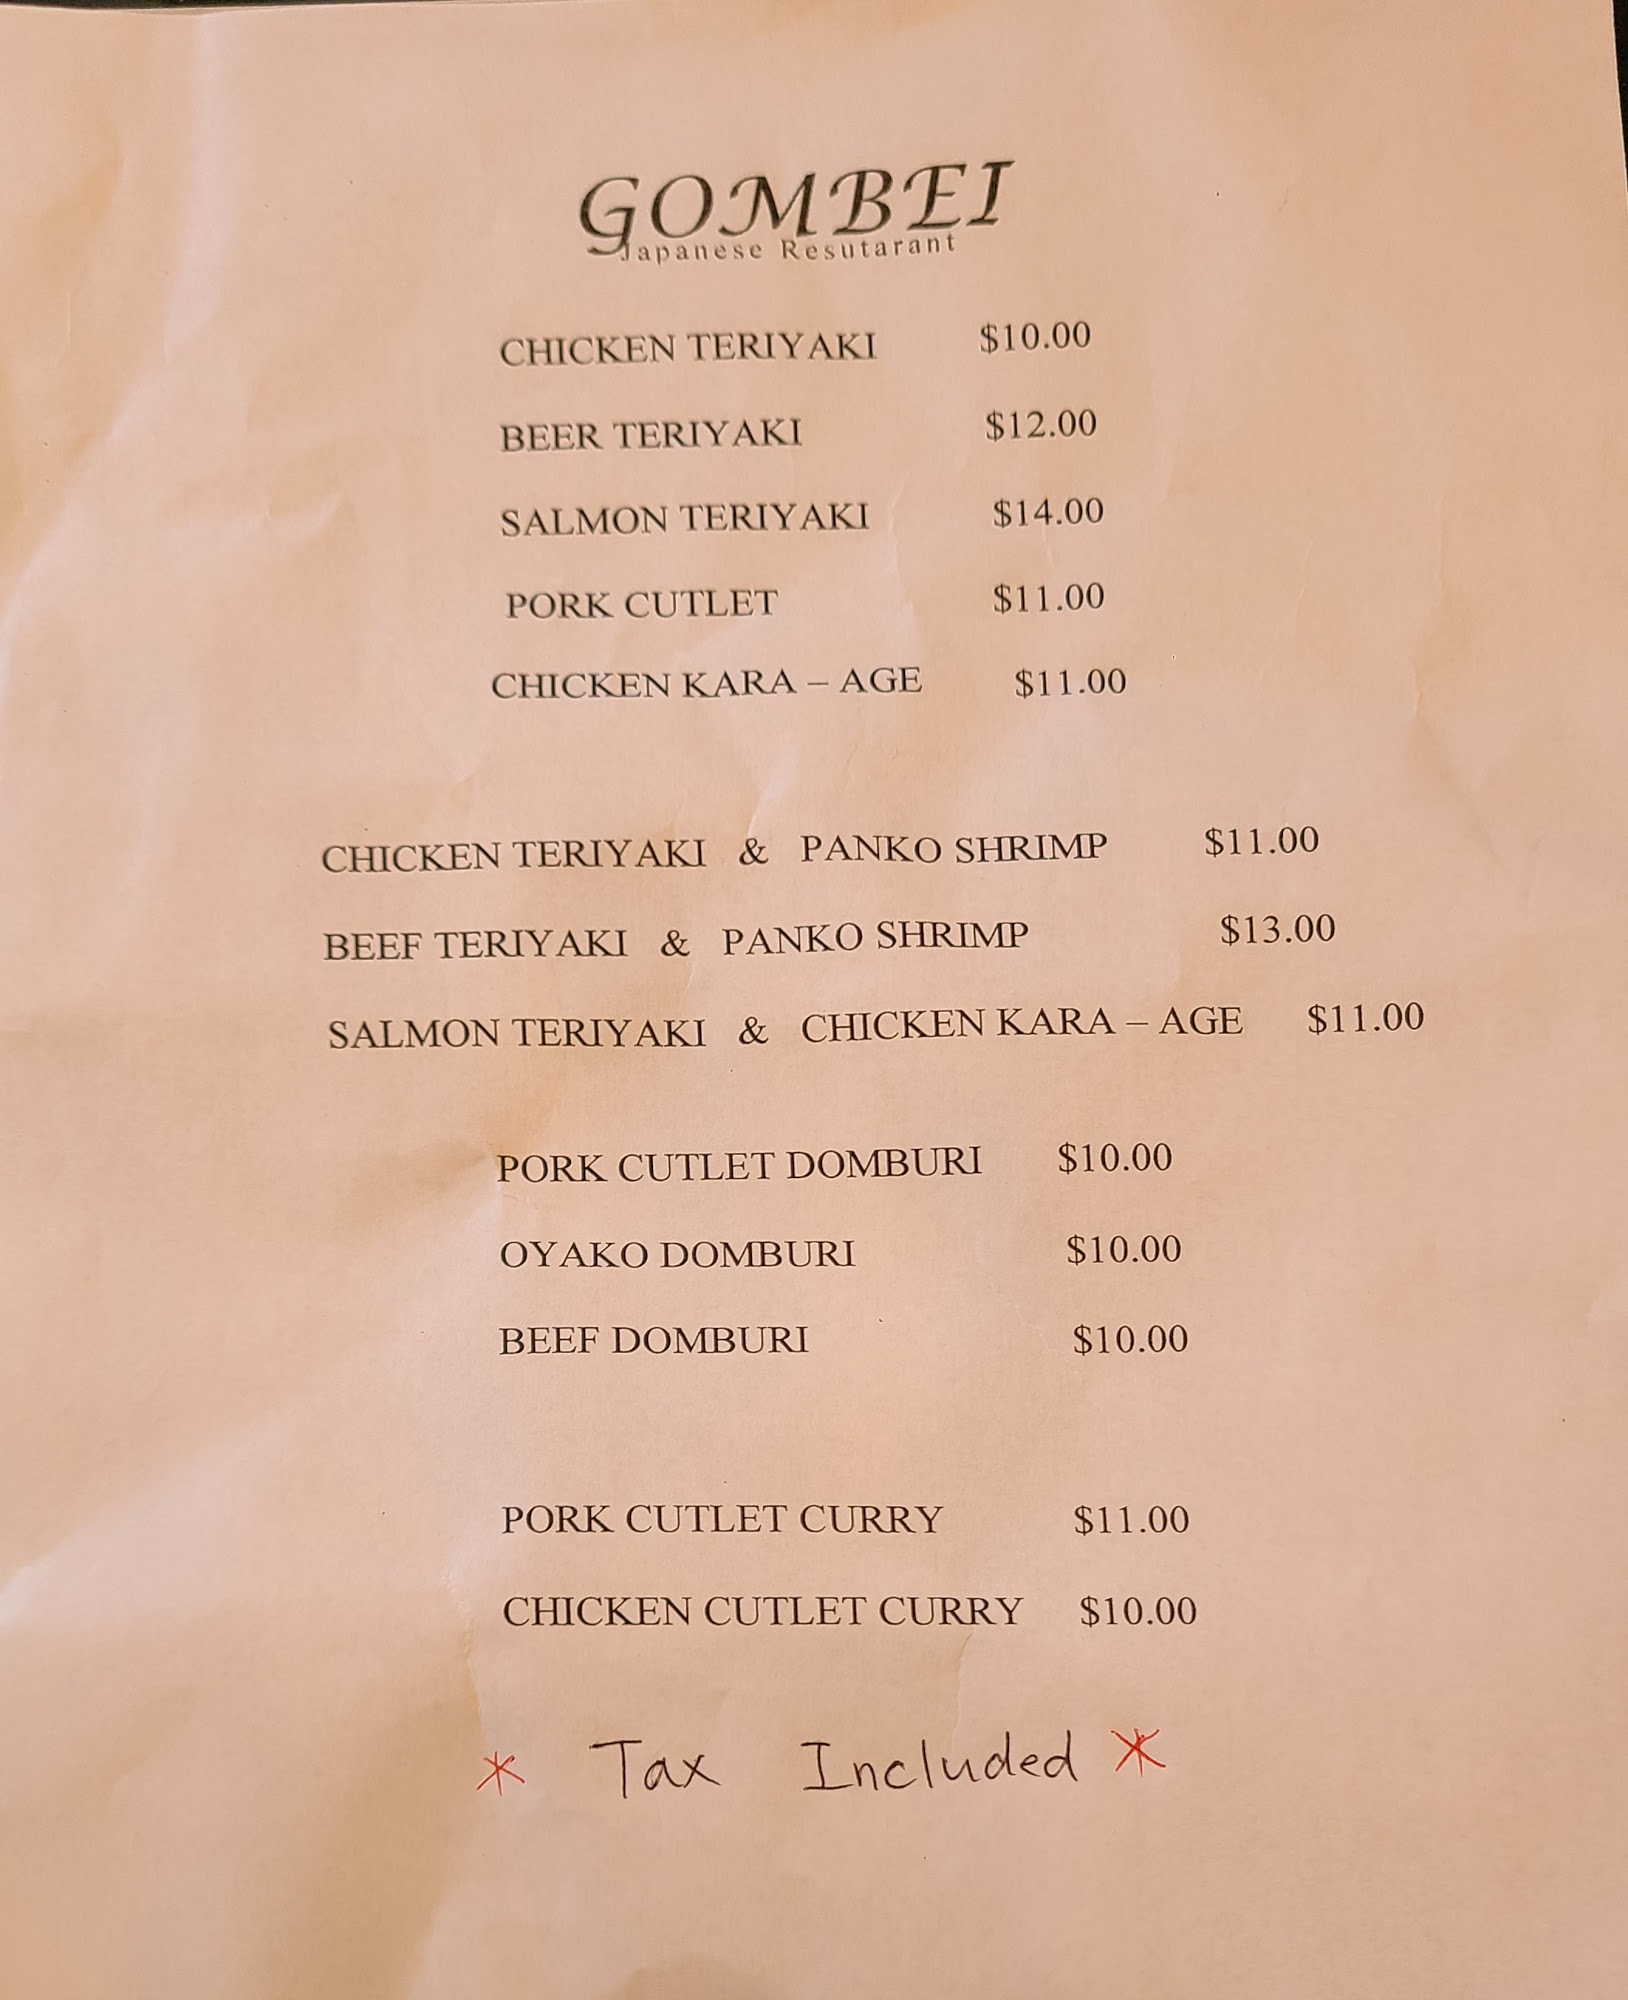 GOMBEI
Japanese Resutarant
CHICKEN TERIYAKI $10.00
BEER TERIYAKI $12.00
SALMON TERIYAKI $14.00
PORK CUTLET $11.00
CHICKEN KARA – AGE $11.00
CHICKEN TERIYAKI & PANKO SHRIMP $11.00
BEEF TERIYAKI & PANKO SHRIMP $13.00
SALMON TERIYAKI & CHICKEN KARA – AGE $11.00
PORK CUTLET DOMBURI $10.00
OYAKO DOMBURI $10.00
BEEF DOMBURI $10.00
PORK CUTLET CURRY $11.00
CHICKEN CUTLET CURRY $10.00
* Tax Included *